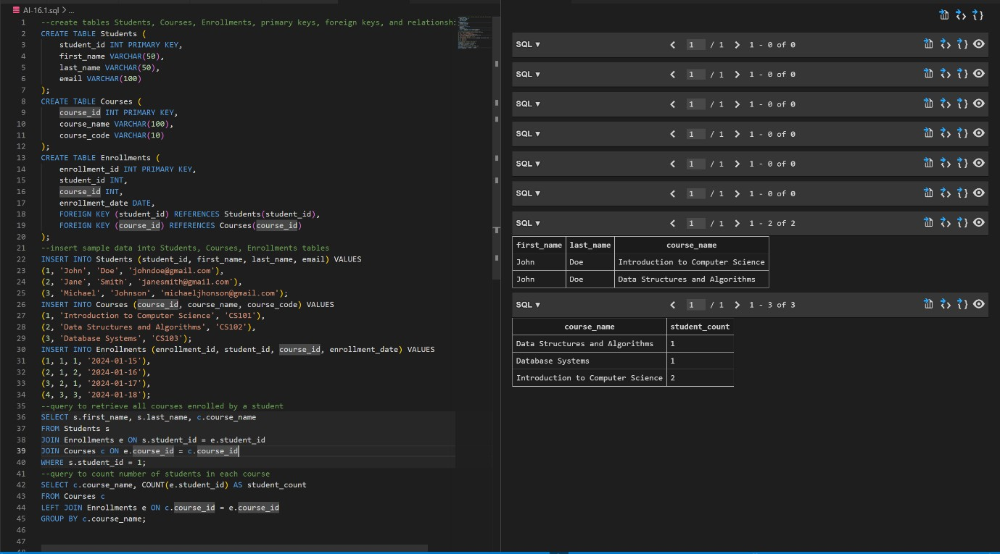 AI-16.1.sql > ...
1 --create tables Students, Courses, Enrollments, primary keys, foreign keys, and relationshi
2 CREATE TABLE Students (
3 student_id INT PRIMARY KEY,
4 first_name VARCHAR(50),
5 last_name VARCHAR(50),
6 email VARCHAR(100)
7 );
8 CREATE TABLE Courses (
9 course_id INT PRIMARY KEY,
10 course_name VARCHAR(100),
11 course_code VARCHAR(10)
12 );
13 CREATE TABLE Enrollments (
14 enrollment_id INT PRIMARY KEY,
15 student_id INT,
16 course_id INT,
17 enrollment_date DATE,
18 FOREIGN KEY (student_id) REFERENCES Students(student_id),
19 FOREIGN KEY (course_id) REFERENCES Courses(course_id)
20 );
21 --insert sample data into Students, Courses, Enrollments tables
22 INSERT INTO Students (student_id, first_name, last_name, email) VALUES
23 (1, 'John', 'Doe', 'johndoe@gmail.com'),
24 (2, 'Jane', 'Smith', 'janesmith@gmail.com'),
25 (3, 'Michael', 'Johnson', 'michaeljhonson@gmail.com');
26 INSERT INTO Courses (course_id, course_name, course_code) VALUES
27 (1, 'Introduction to Computer Science', 'CS101'),
28 (2, 'Data Structures and Algorithms', 'CS102'),
29 (3, 'Database Systems', 'CS103');
30 INSERT INTO Enrollments (enrollment_id, student_id, course_id, enrollment_date) VALUES
31 (1, 1, 1, '2024-01-15'),
32 (2, 1, 2, '2024-01-16'),
33 (3, 2, 1, '2024-01-17'),
34 (4, 3, 3, '2024-01-18');
35 --query to retrieve all courses enrolled by a student
36 SELECT s.first_name, s.last_name, c.course_name
37 FROM Students s
38 JOIN Enrollments e ON s.student_id = e.student_id
39 JOIN Courses c ON e.course_id = c.course_id
40 WHERE s.student_id = 1;
41 --query to count number of students in each course
42 SELECT c.course_name, COUNT(e.student_id) AS student_count
43 FROM Courses c
44 LEFT JOIN Enrollments e ON c.course_id = e.course_id
45 GROUP BY c.course_name;
46
47
48
SQL ▼ < 1 / 1 > 1 - 0 of 0
SQL ▼ < 1 / 1 > 1 - 0 of 0
SQL ▼ < 1 / 1 > 1 - 0 of 0
SQL ▼ < 1 / 1 > 1 - 0 of 0
SQL ▼ < 1 / 1 > 1 - 0 of 0
SQL ▼ < 1 / 1 > 1 - 0 of 0
SQL ▼ < 1 / 1 > 1 - 2 of 2
first_name last_name course_name
John Doe Introduction to Computer Science
John Doe Data Structures and Algorithms
SQL ▼ < 1 / 1 > 1 - 3 of 3
course_name student_count
Data Structures and Algorithms 1
Database Systems 1
Introduction to Computer Science 2